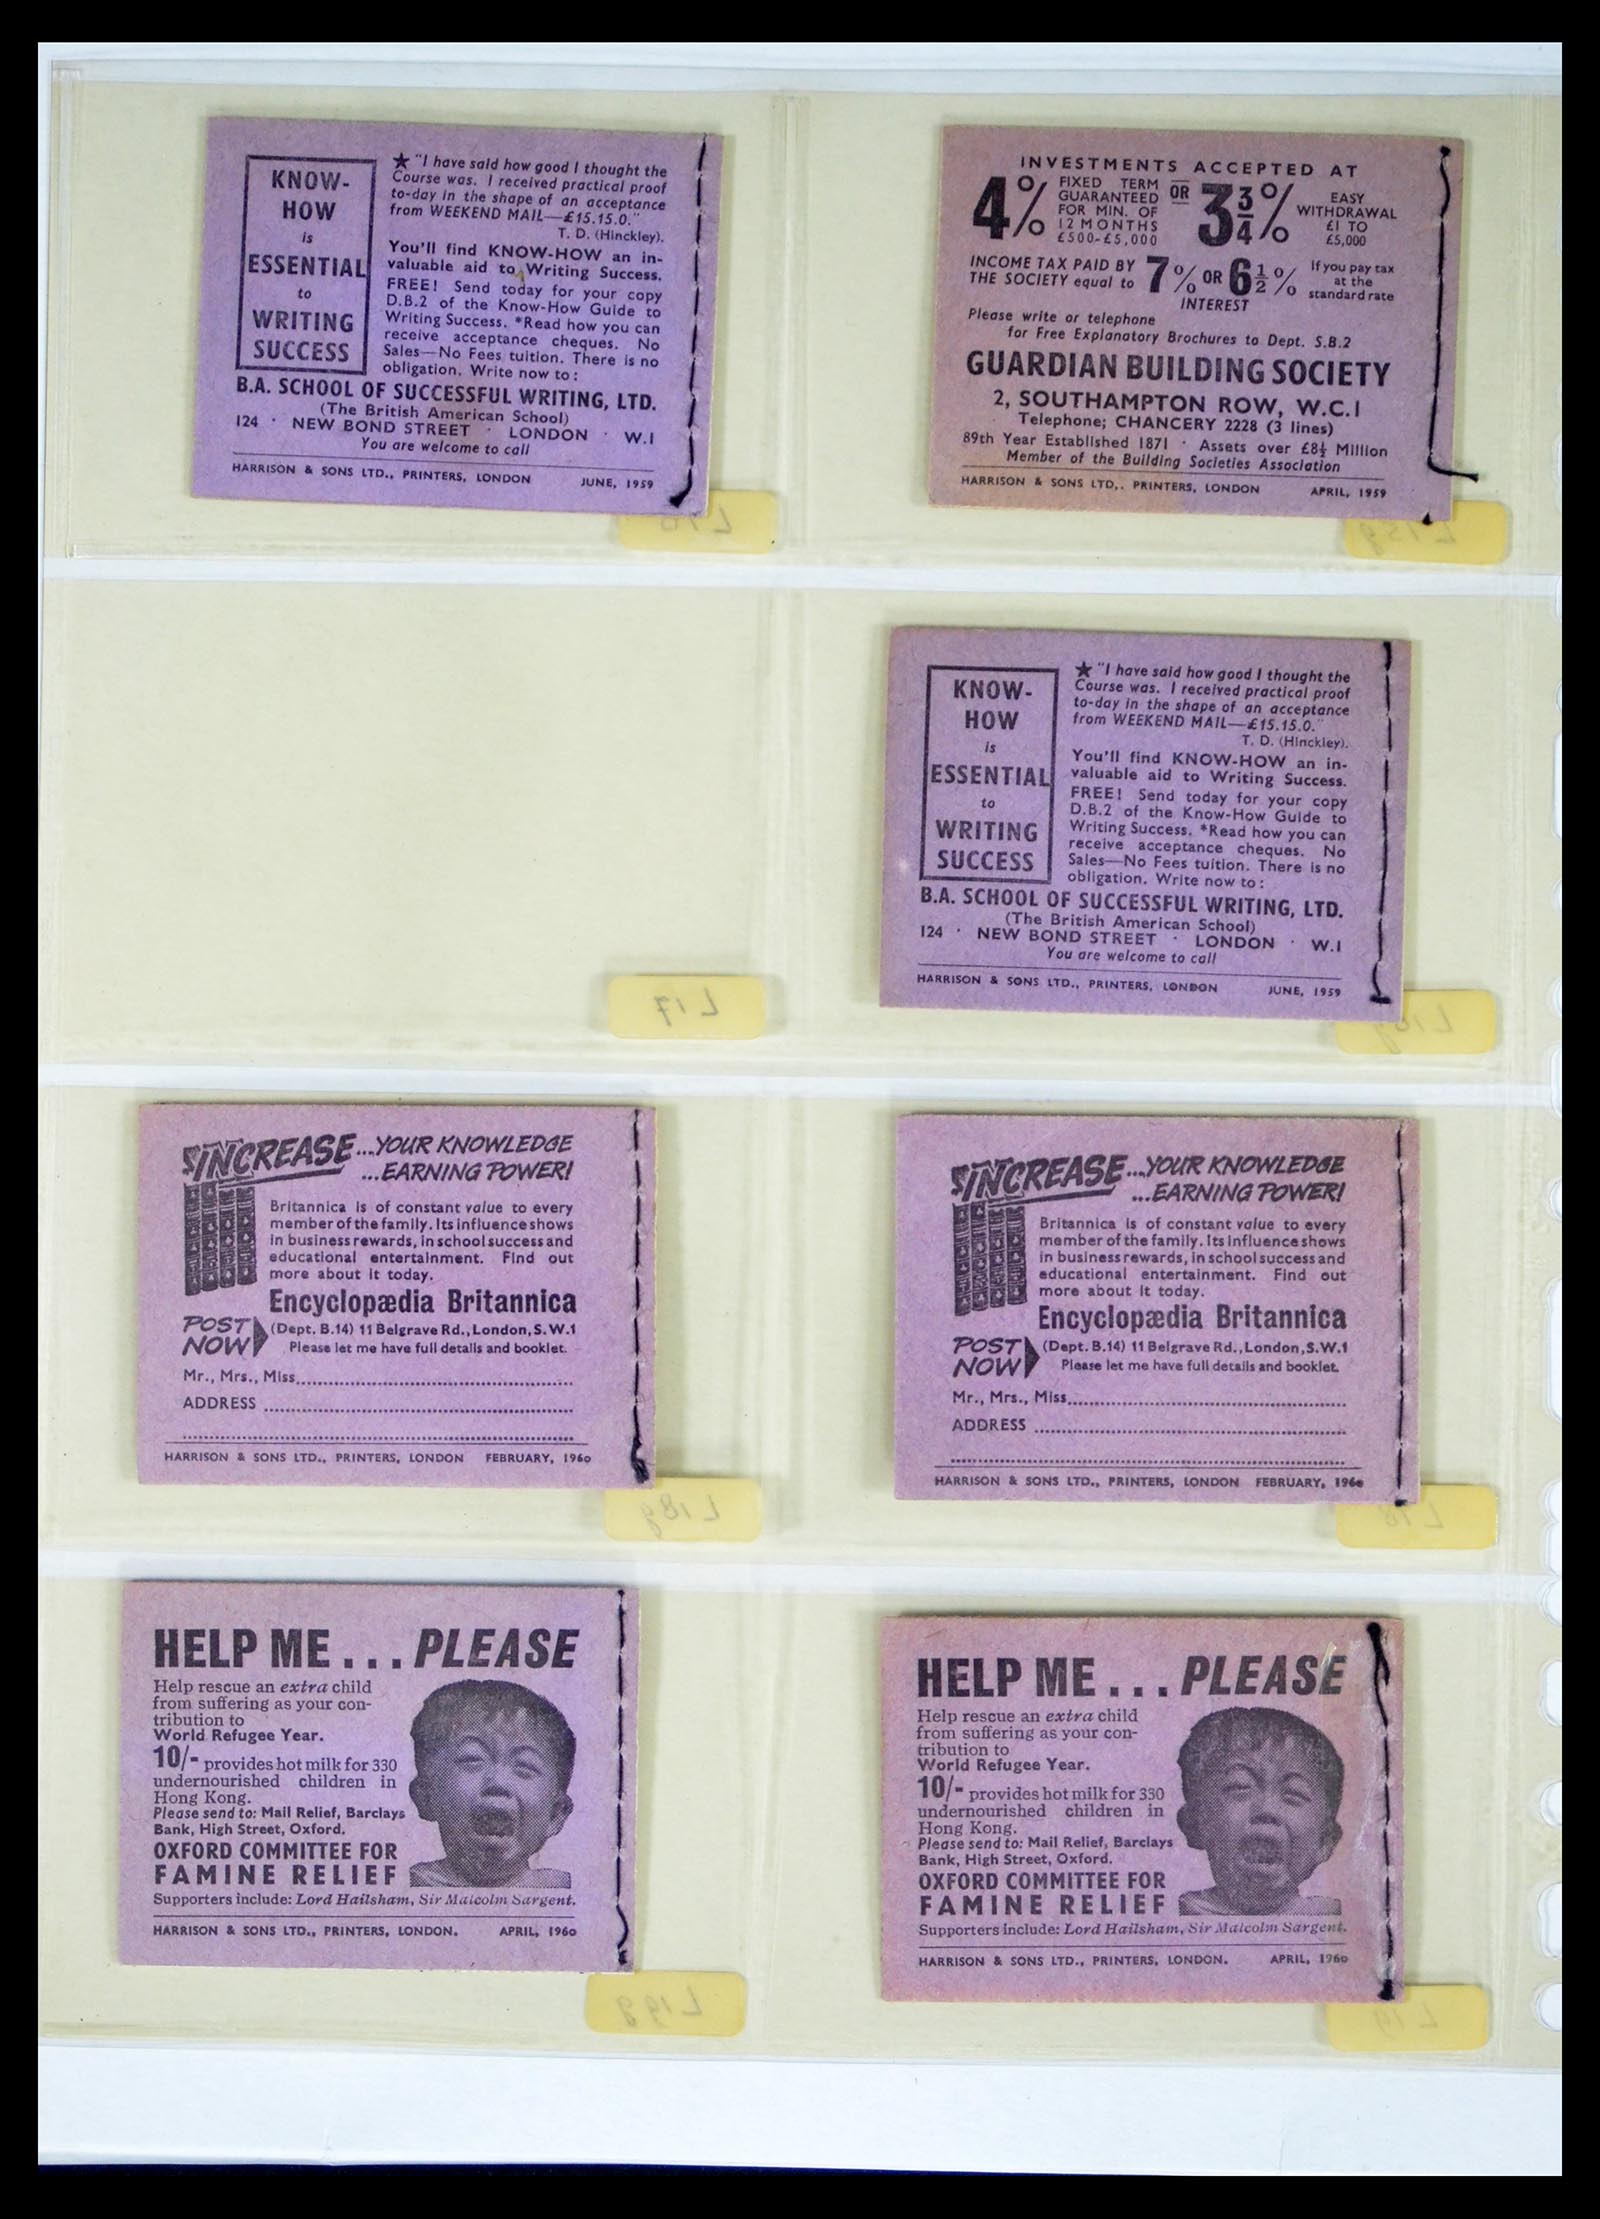 KNOW-
HOW
is
ESSENTIAL
to
WRITING
SUCCESS
★ "I have said how good I thought the
Course was. I received practical proof
to-day in the shape of an acceptance
from WEEKEND MAIL—£15.15.0."
T. D. (Hinckley).
You'll find KNOW-HOW an in-
valuable aid to Writing Success.
FREE! Send today for your copy
D.B.2 of the Know-How Guide to
Writing Success. *Read how you can
receive acceptance cheques. No
Sales—No Fees tuition. There is no
obligation. Write now to:
B.A. SCHOOL OF SUCCESSFUL WRITING, LTD.
(The British American School)
124 · NEW BOND STREET · LONDON · W.1
You are welcome to call
HARRISON & SONS LTD., PRINTERS, LONDON JUNE, 1959
INVESTMENTS ACCEPTED AT
4% FIXED TERM
GUARANTEED
FOR MIN. OF
12 MONTHS
£500-£5,000
OR 3¾% EASY
WITHDRAWAL
£1 TO
£5,000
INCOME TAX PAID BY
THE SOCIETY equal to
7% OR 6½%
INTEREST
If you pay tax
at the
standard rate
Please write or telephone
for Free Explanatory Brochures to Dept. S.B.2
GUARDIAN BUILDING SOCIETY
2, SOUTHAMPTON ROW, W.C.1
Telephone; CHANCERY 2228 (3 lines)
89th Year Established 1871 · Assets over £8½ Million
Member of the Building Societies Association
HARRISON & SONS LTD,. PRINTERS, LONDON APRIL, 1959
L17
KNOW-
HOW
is
ESSENTIAL
to
WRITING
SUCCESS
★ "I have said how good I thought the
Course was. I received practical proof
to-day in the shape of an acceptance
from WEEKEND MAIL—£15.15.0."
T. D. (Hinckley).
You'll find KNOW-HOW an in-
valuable aid to Writing Success.
FREE! Send today for your copy
D.B.2 of the Know-How Guide to
Writing Success. *Read how you can
receive acceptance cheques. No
Sales—No Fees tuition. There is no
obligation. Write now to:
B.A. SCHOOL OF SUCCESSFUL WRITING, LTD.
(The British American School)
124 · NEW BOND STREET · LONDON · W.1
You are welcome to call
HARRISON & SONS LTD., PRINTERS, LONDON JUNE, 1959
INCREASE...YOUR KNOWLEDGE
...EARNING POWER!
Britannica is of constant value to every
member of the family. Its influence shows
in business rewards, in school success and
educational entertainment. Find out
more about it today.
Encyclopædia Britannica
POST
NOW
(Dept. B.14) 11 Belgrave Rd., London, S.W.1
Please let me have full details and booklet.
Mr., Mrs., Miss
ADDRESS
HARRISON & SONS LTD., PRINTERS, LONDON FEBRUARY, 1960
L18g
INCREASE...YOUR KNOWLEDGE
...EARNING POWER!
Britannica is of constant value to every
member of the family. Its influence shows
in business rewards, in school success and
educational entertainment. Find out
more about it today.
Encyclopædia Britannica
POST
NOW
(Dept. B.14) 11 Belgrave Rd., London, S.W.1
Please let me have full details and booklet.
Mr., Mrs., Miss
ADDRESS
HARRISON & SONS LTD., PRINTERS, LONDON FEBRUARY, 1960
L18
HELP ME... PLEASE
Help rescue an extra child
from suffering as your con-
tribution to
World Refugee Year.
10/- provides hot milk for 330
undernourished children in
Hong Kong.
Please send to: Mail Relief, Barclays
Bank, High Street, Oxford.
OXFORD COMMITTEE FOR
FAMINE RELIEF
Supporters include: Lord Hailsham, Sir Malcolm Sargent.
HARRISON & SONS LTD., PRINTERS, LONDON. APRIL, 1960
L19g
HELP ME... PLEASE
Help rescue an extra child
from suffering as your con-
tribution to
World Refugee Year.
10/- provides hot milk for 330
undernourished children in
Hong Kong.
Please send to: Mail Relief, Barclays
Bank, High Street, Oxford.
OXFORD COMMITTEE FOR
FAMINE RELIEF
Supporters include: Lord Hailsham, Sir Malcolm Sargent.
HARRISON & SONS LTD., PRINTERS, LONDON. APRIL, 1960
L19